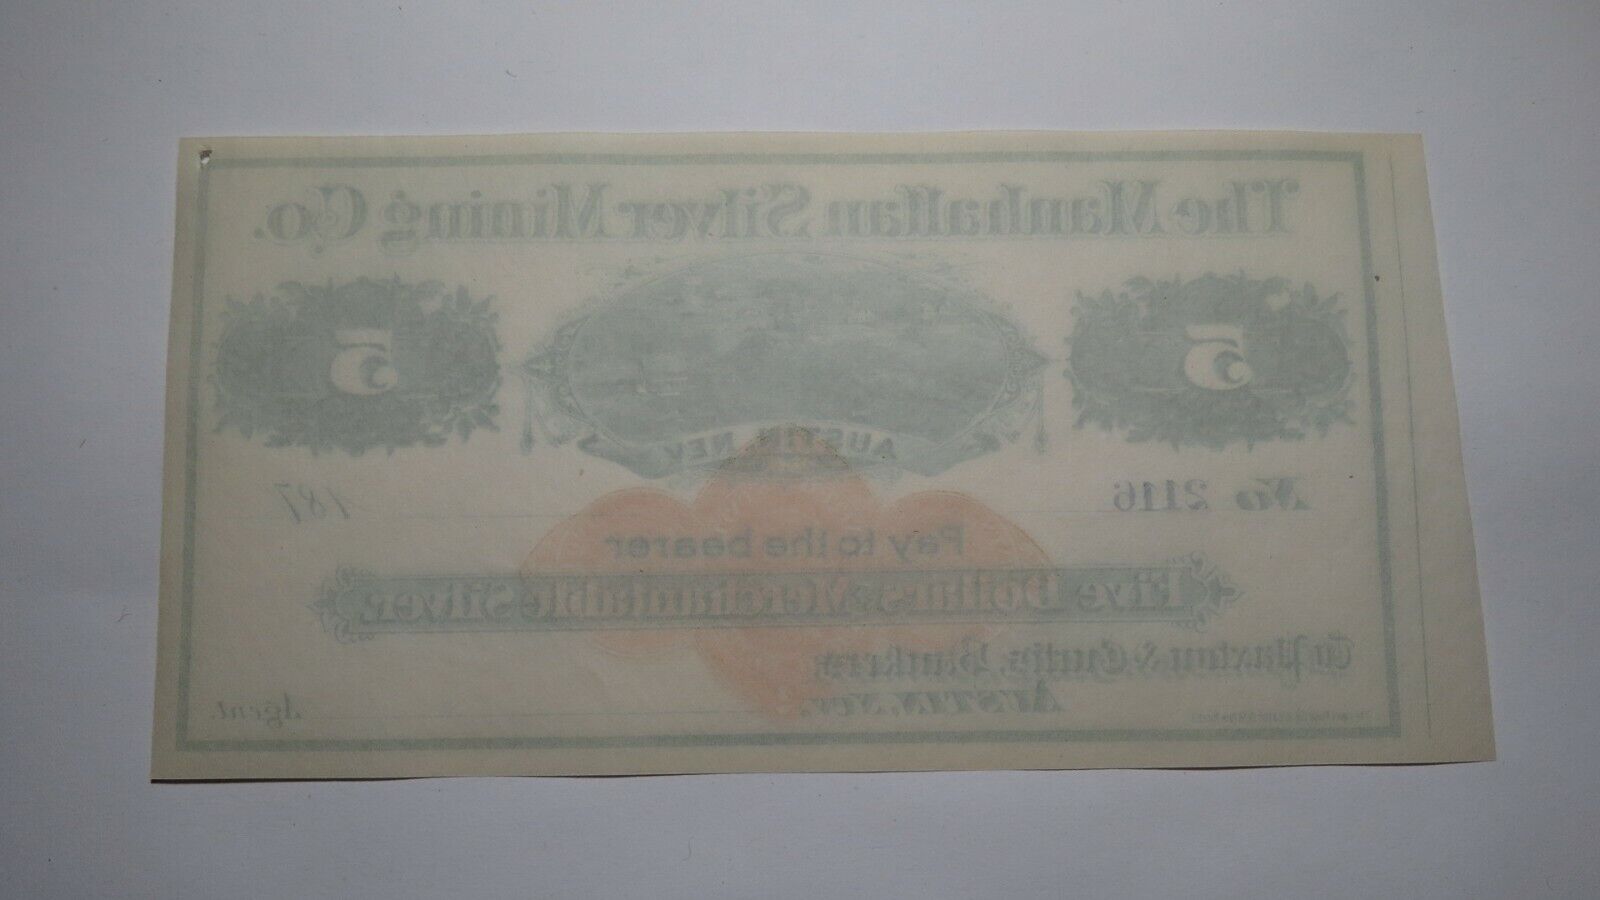 The Manhattan Silver Mining Co.
5 5
AUSTIN, NEV.
No 2116 187
Pay to the bearer
Five Dollars, Merchantable Silver.
To Paxton & Curtis, Bankers,
AUSTIN, NEV.
Agent.